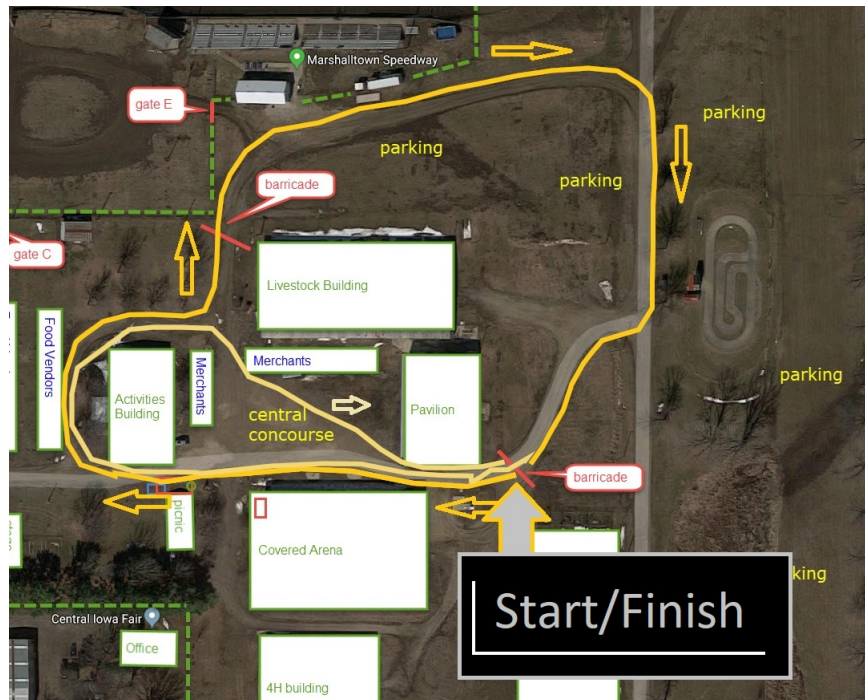 Marshalltown Speedway
gate E
parking
parking
parking
barricade
gate C
Livestock Building
Food Vendors
Merchants
Merchants
Activities
Building
central
concourse
Pavilion
parking
barricade
picnic
Covered Arena
Start/Finish
Central Iowa Fair
Office
4H building